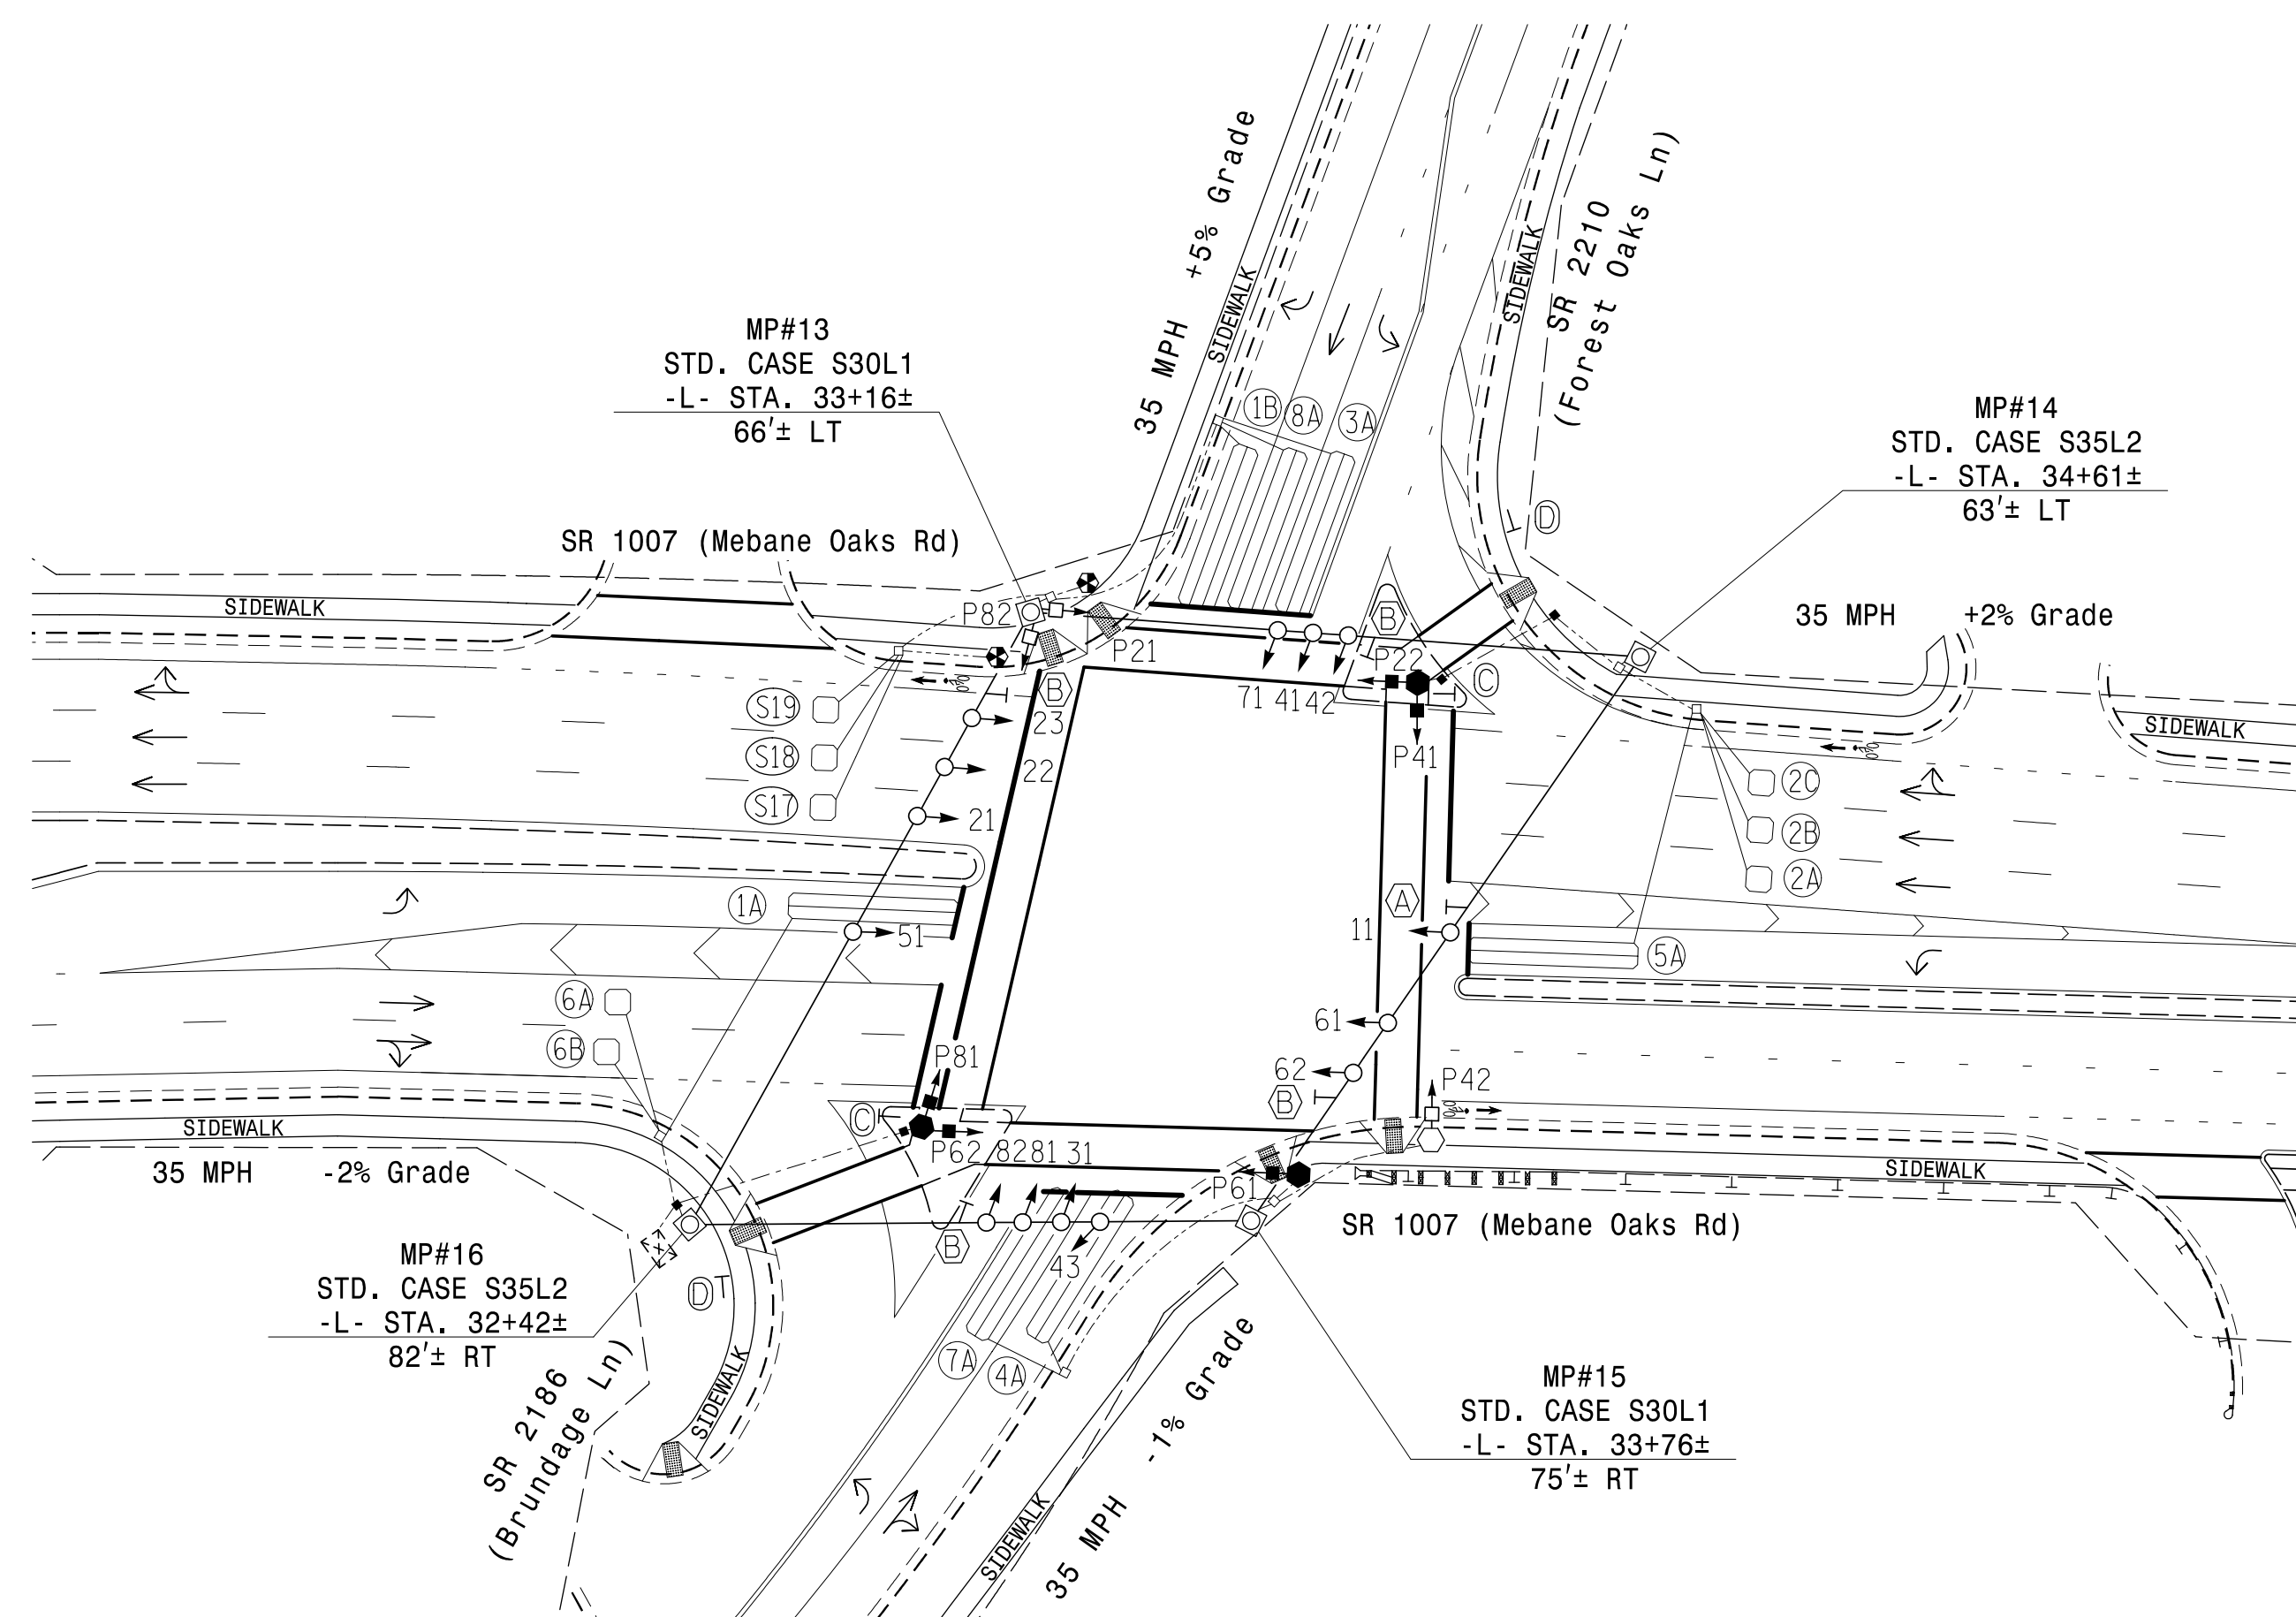 35 MPH +5% Grade
SIDEWALK
SR 2210
(Forest Oaks Ln)
SIDEWALK
MP#13
STD. CASE S30L1
-L- STA. 33+16±
66'± LT
MP#14
STD. CASE S35L2
-L- STA. 34+61±
63'± LT
1B
8A
3A
D
SR 1007 (Mebane Oaks Rd)
SIDEWALK
35 MPH +2% Grade
P82
P21
B
P22
C
B
71
41
42
P41
SIDEWALK
S19
S18
S17
23
22
21
2C
2B
2A
1A
51
A
11
5A
6A
6B
61
62
B
P81
P42
C
P62
82
81
31
P61
SIDEWALK
35 MPH -2% Grade
SIDEWALK
SR 1007 (Mebane Oaks Rd)
B
43
MP#16
STD. CASE S35L2
-L- STA. 32+42±
82'± RT
D
7A
4A
SR 2186
(Brundage Ln)
SIDEWALK
35 MPH -1% Grade
SIDEWALK
MP#15
STD. CASE S30L1
-L- STA. 33+76±
75'± RT